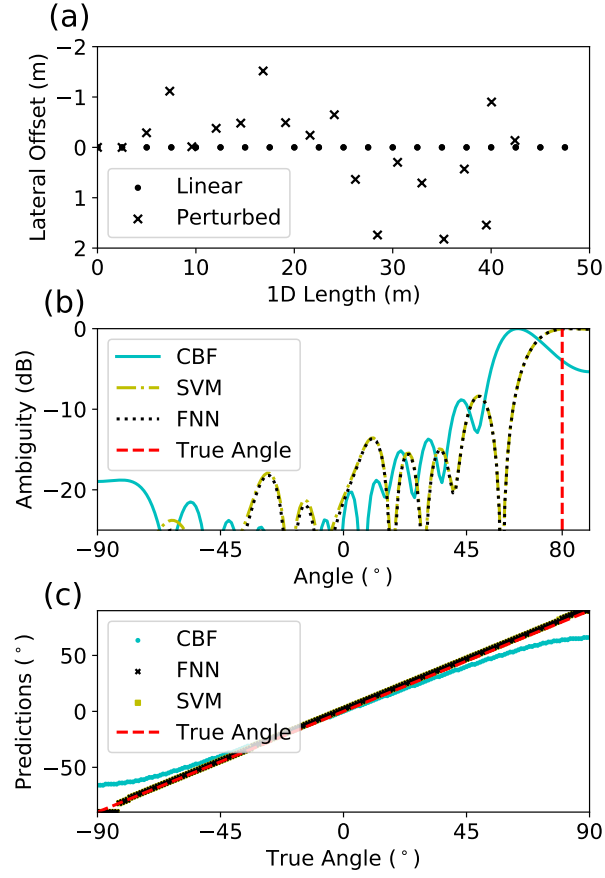 (a)
Lateral Offset (m)
−2
−1
0
1
2
Linear
Perturbed
0
10
20
30
40
50
1D Length (m)
(b)
Ambiguity (dB)
0
−10
−20
CBF
SVM
FNN
True Angle
−90
−45
0
45
80
Angle (°)
(c)
Predictions (°)
50
0
−50
CBF
FNN
SVM
True Angle
−90
−45
0
45
90
True Angle (°)